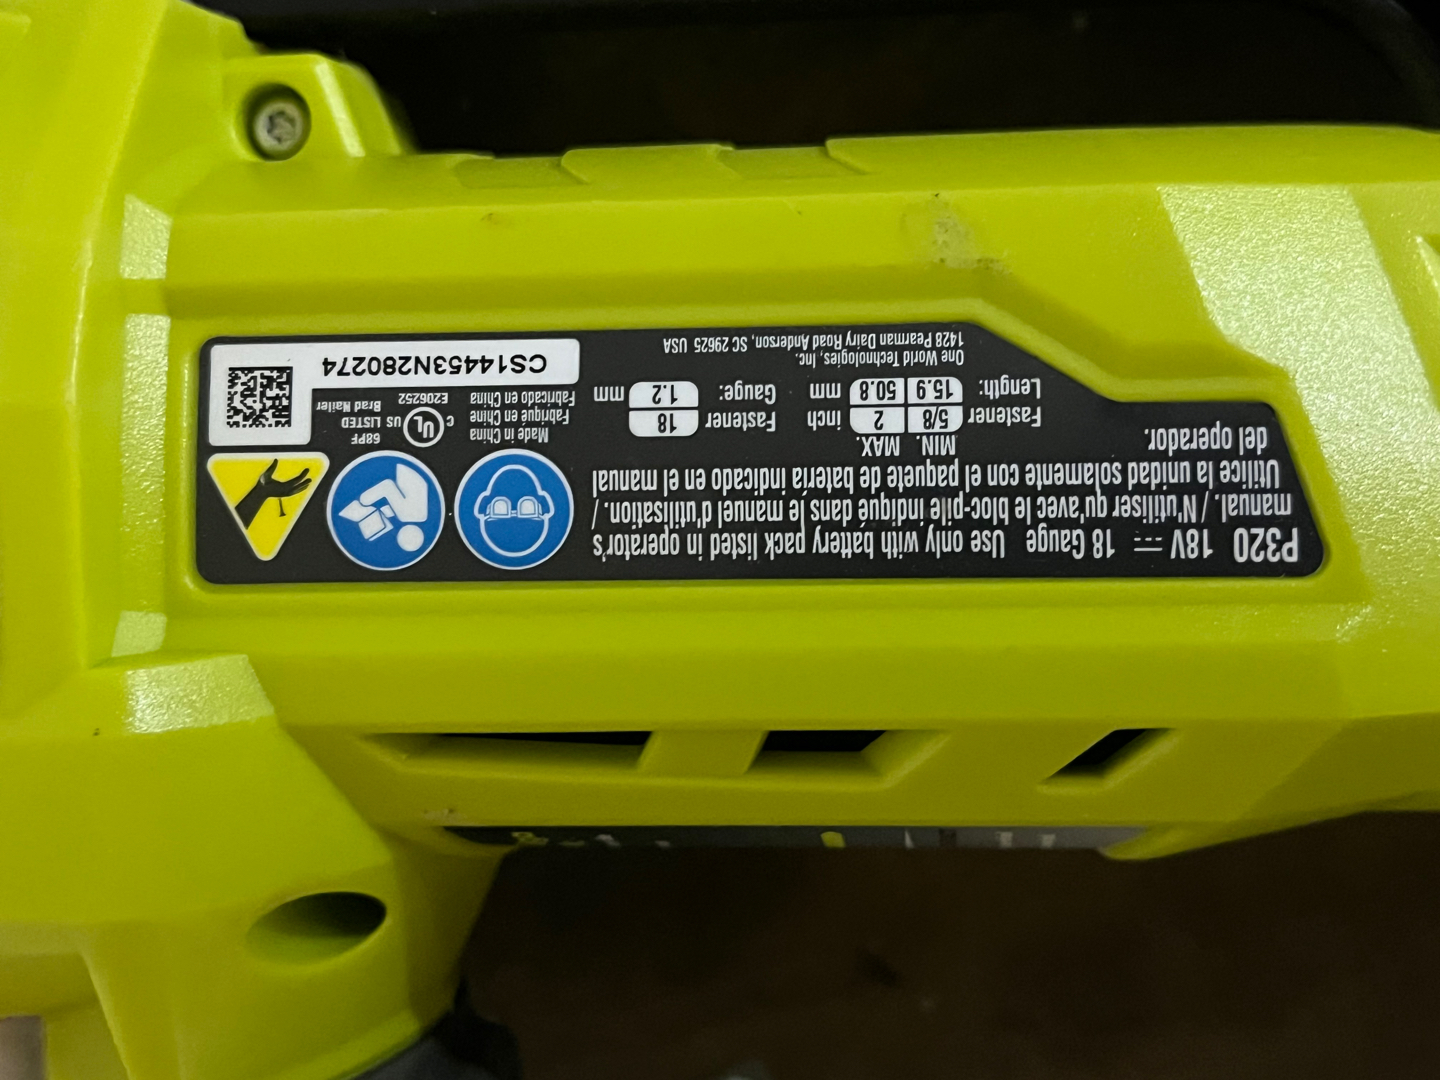 P320 18V 18 Gauge Use only with battery pack listed in operator's
manual. / N'utiliser qu'avec le bloc-pile indiqué dans le manuel d'utilisation. /
Utilice la unidad solamente con el paquete de batería indicado en el manual
del operador.
MIN. MAX.
Fastener 5/8 2 inch
Length: 15.9 50.8 mm
Fastener 18
Gauge: 1.2 mm
One World Technologies, Inc.
1428 Pearman Dairy Road Anderson, SC 29625 USA
Made in China
Fabriqué en Chine
Fabricado en China
C UL US LISTED
68PF
Brad Nailer
E206252
CS14453N280274